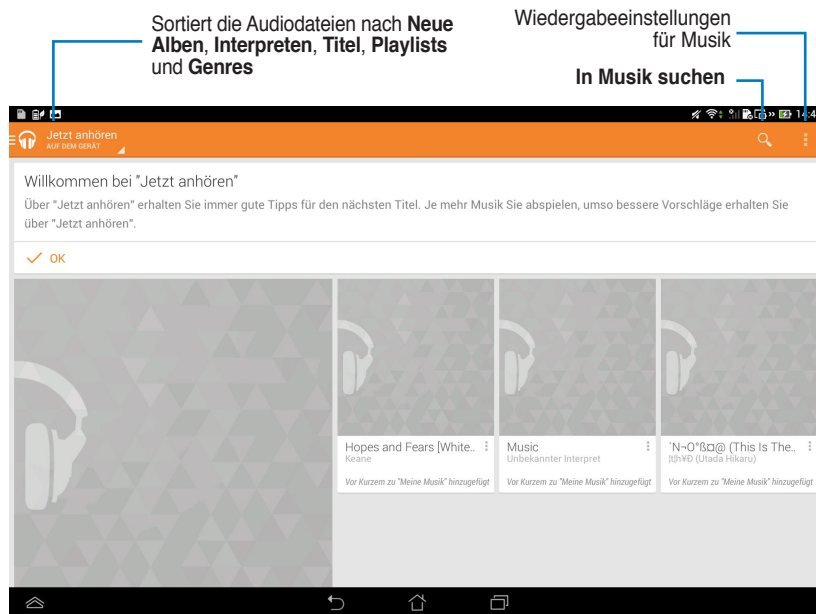 Sortiert die Audiodateien nach Neue
Alben, Interpreten, Titel, Playlists
und Genres
Wiedergabeeinstellungen
für Musik
In Musik suchen
14:4
Jetzt anhören
AUF DEM GERÄT
Willkommen bei "Jetzt anhören"
Über "Jetzt anhören" erhalten Sie immer gute Tipps für den nächsten Titel. Je mehr Musik Sie abspielen, umso bessere Vorschläge erhalten Sie
über "Jetzt anhören".
OK
Hopes and Fears [White..
Keane
Vor Kurzem zu "Meine Musik" hinzugefügt
Music
Unbekannter Interpret
Vor Kurzem zu "Meine Musik" hinzugefügt
(This Is The..
(Utada Hikaru)
Vor Kurzem zu "Meine Musik" hinzugefügt